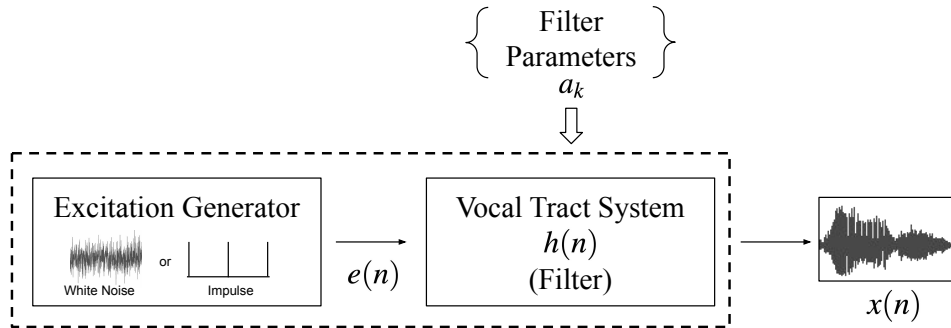 Filter
Parameters
a_k
Excitation Generator
White Noise
or
Impulse
e(n)
Vocal Tract System
h(n)
(Filter)
x(n)